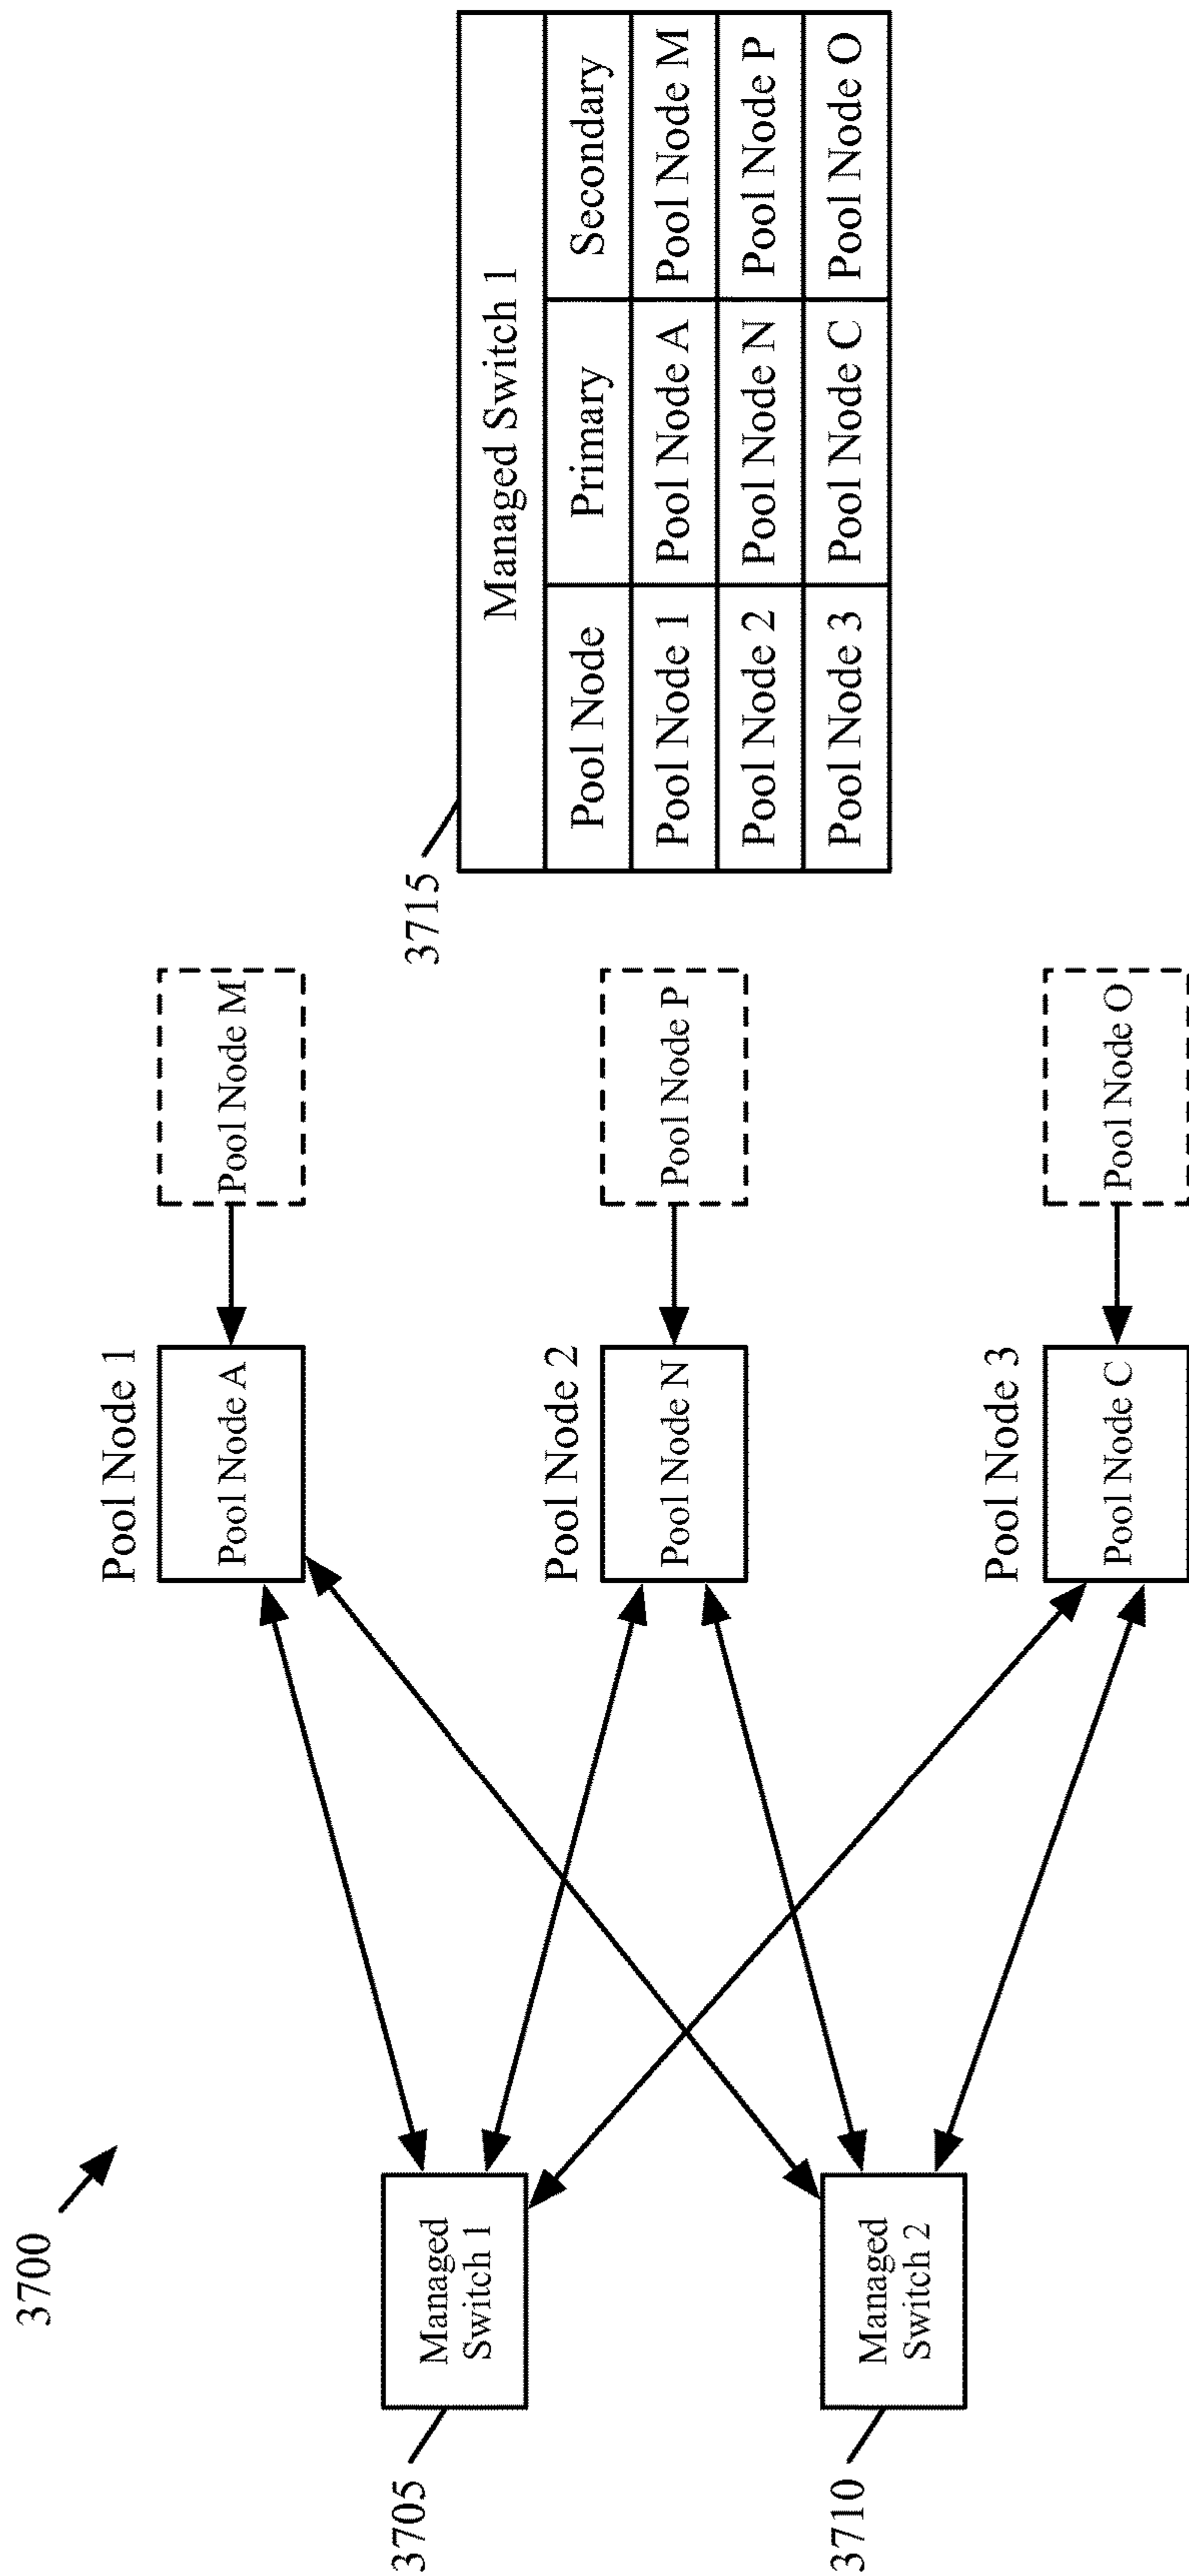 3700
3705
Managed
Switch 1
3710
Managed
Switch 2
Pool Node 1
Pool Node A
Pool Node M
Pool Node 2
Pool Node N
Pool Node P
Pool Node 3
Pool Node C
Pool Node O
3715
Managed Switch 1
Pool Node Primary Secondary
Pool Node 1 Pool Node A Pool Node M
Pool Node 2 Pool Node N Pool Node P
Pool Node 3 Pool Node C Pool Node O